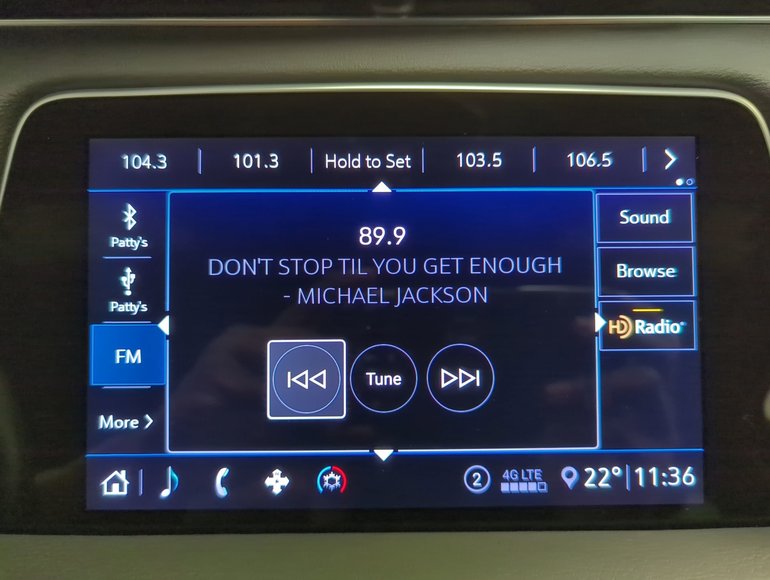 104.3 101.3 Hold to Set 103.5 106.5
Patty's
Patty's
FM
More
89.9
DON'T STOP TIL YOU GET ENOUGH
- MICHAEL JACKSON
Tune
Sound
Browse
HD Radio
2 4G LTE 22° 11:36